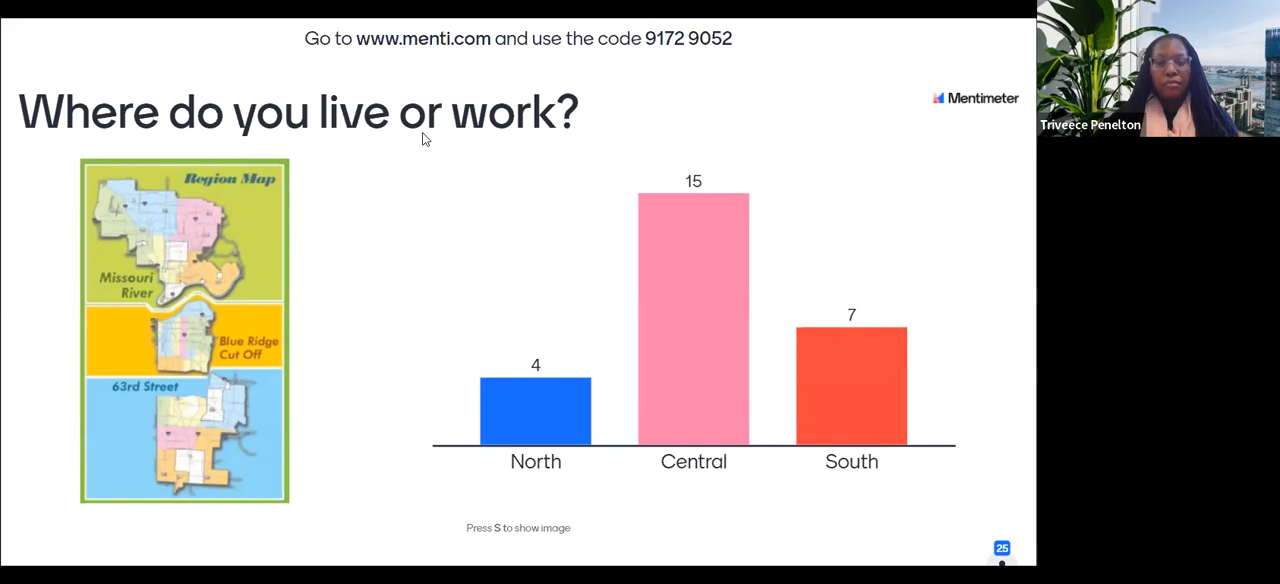 Go to www.menti.com and use the code 9172 9052
Mentimeter
Where do you live or work?
Region Map
Missouri
River
Blue Ridge
Cut Off
63rd Street
15
7
4
North
Central
South
Press S to show image
25
Triveece Penelton